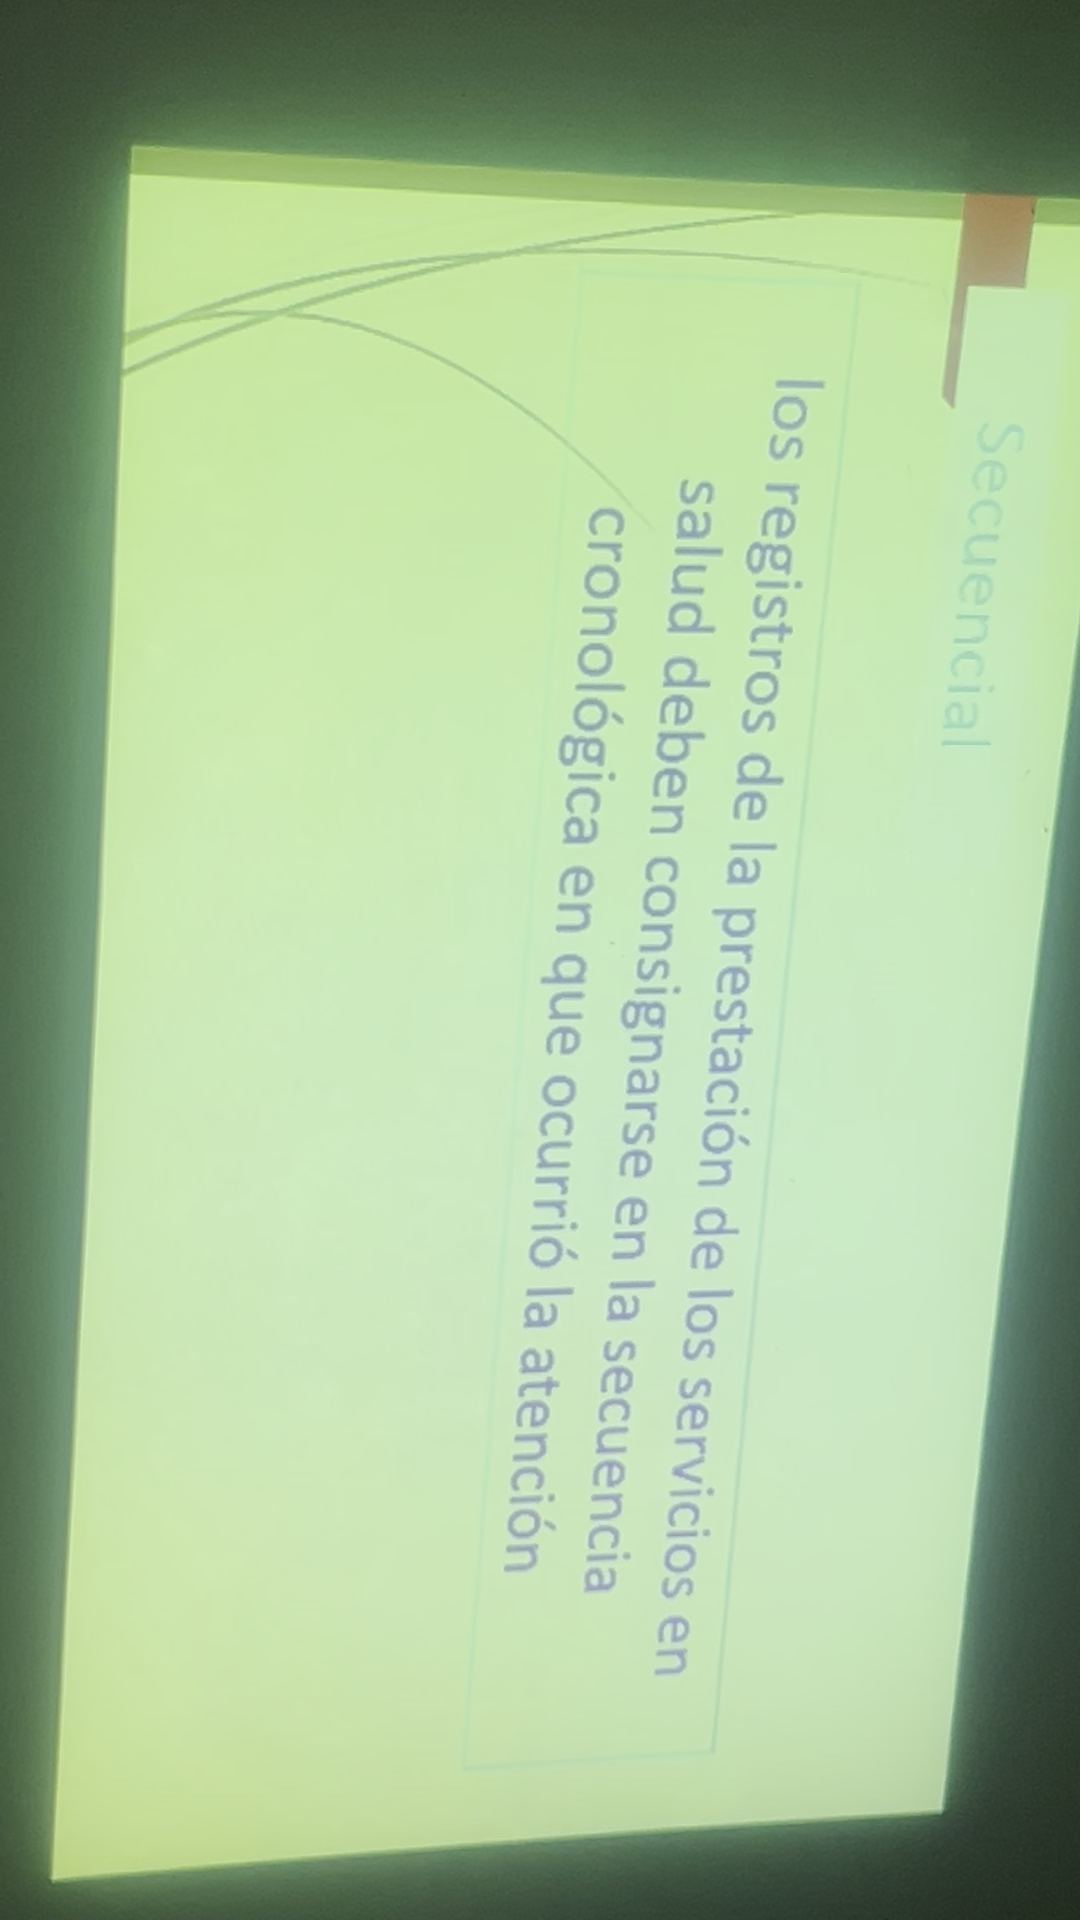 Secuencial
los registros de la prestación de los servicios en
salud deben consignarse en la secuencia
cronológica en que ocurrió la atención